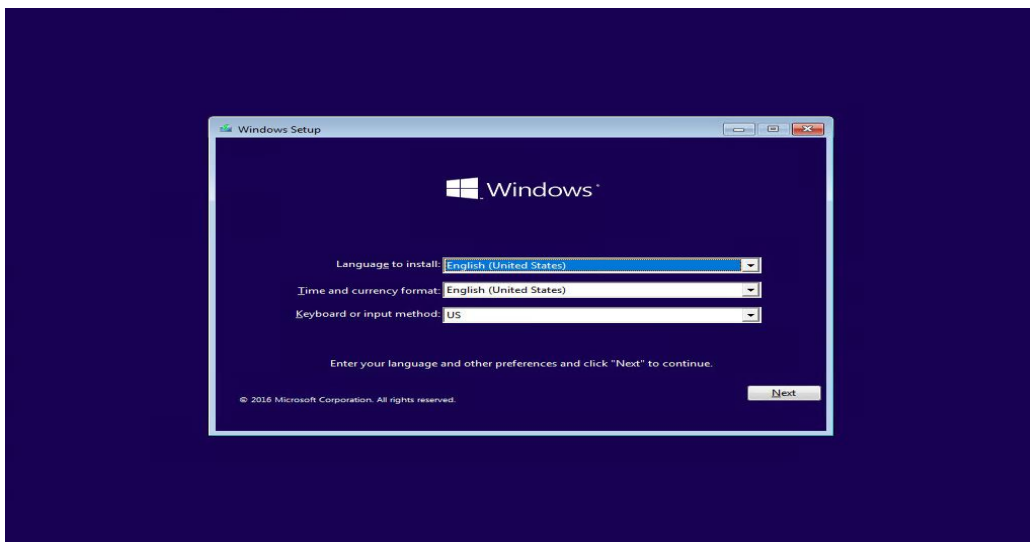 Windows Setup
Windows
Language to install: English (United States)
Time and currency format: English (United States)
Keyboard or input method: US
Enter your language and other preferences and click "Next" to continue.
Next
© 2016 Microsoft Corporation. All rights reserved.